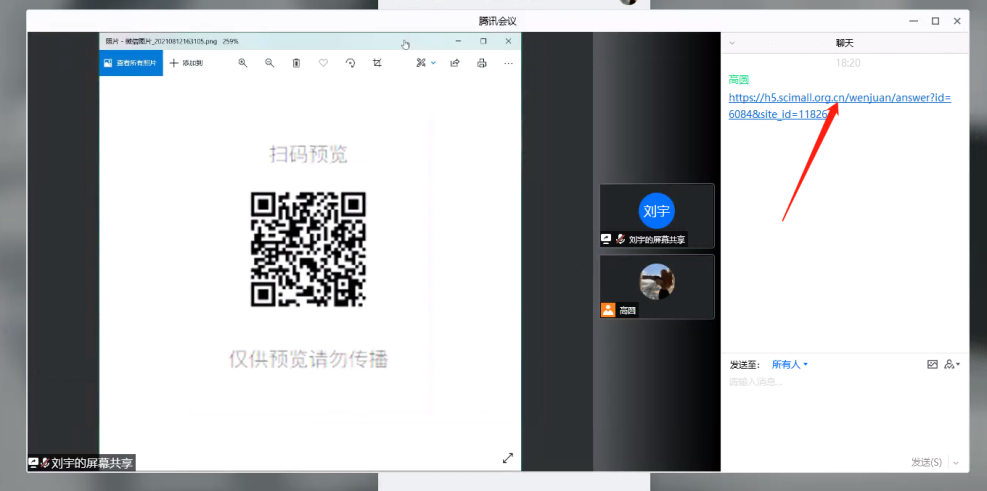 腾讯会议
照片 - 微信图片_20210812163105.png 259%
查看所有照片
添加到
扫码预览
仅供预览请勿传播
刘宇
刘宇的屏幕共享
高圆
刘宇的屏幕共享
聊天
18:20
高圆
https://h5.scimall.org.cn/wenjuan/answer?id=
6084&site_id=11826
发送至: 所有人
请输入消息...
发送(S)